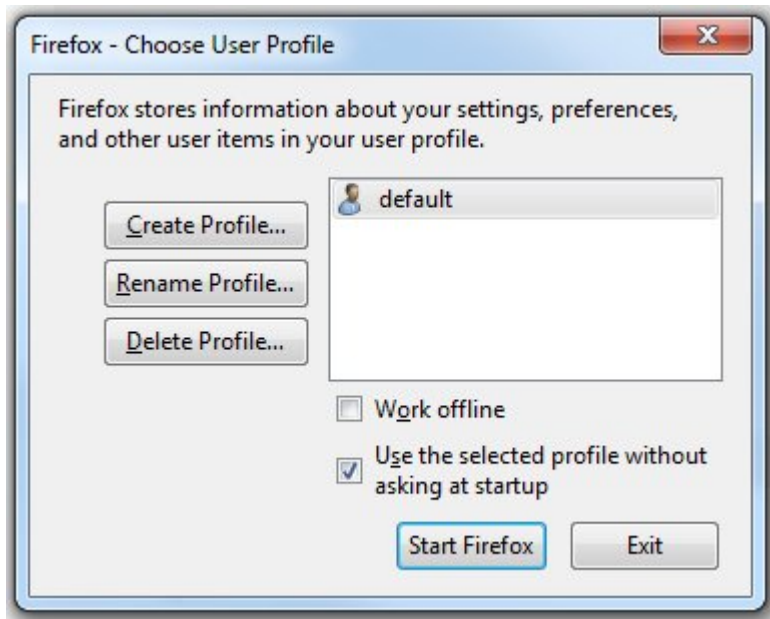 Firefox - Choose User Profile
Firefox stores information about your settings, preferences,
and other user items in your user profile.
default
Create Profile...
Rename Profile...
Delete Profile...
Work offline
Use the selected profile without
asking at startup
Start Firefox
Exit